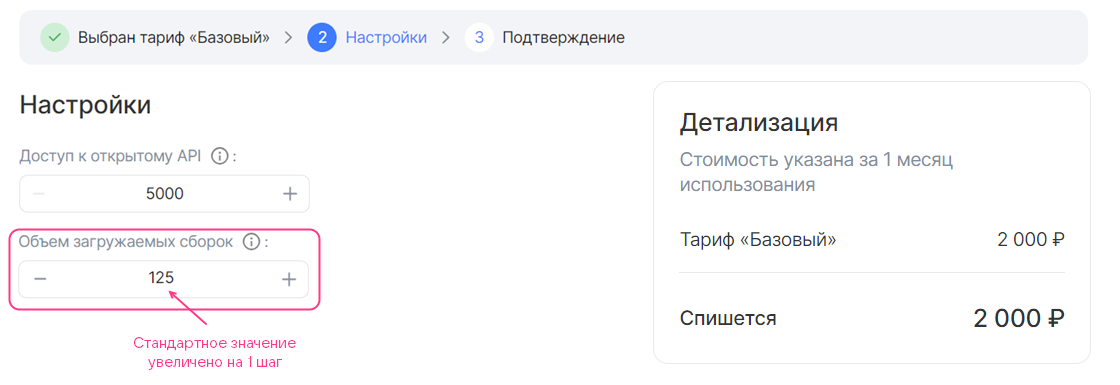 Выбран тариф «Базовый» > 2 Настройки > 3 Подтверждение
Настройки
Доступ к открытому API :
− 5000 +
Объем загружаемых сборок :
− 125 +
Стандартное значение
увеличено на 1 шаг
Детализация
Стоимость указана за 1 месяц
использования
Тариф «Базовый» 2 000 ₽
Спишется 2 000 ₽